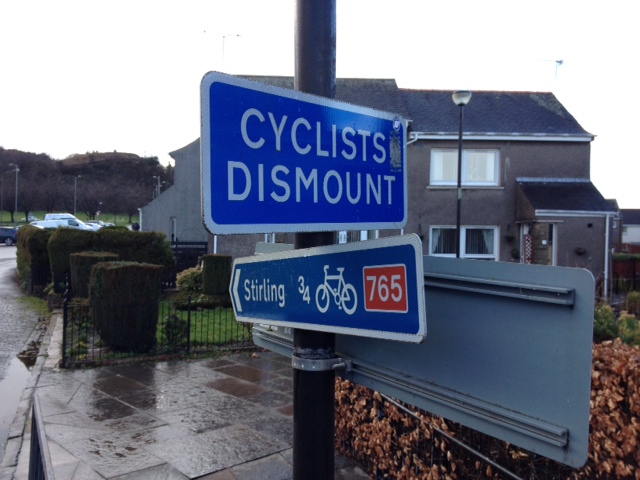 CYCLISTS
DISMOUNT
Stirling 3/4 765